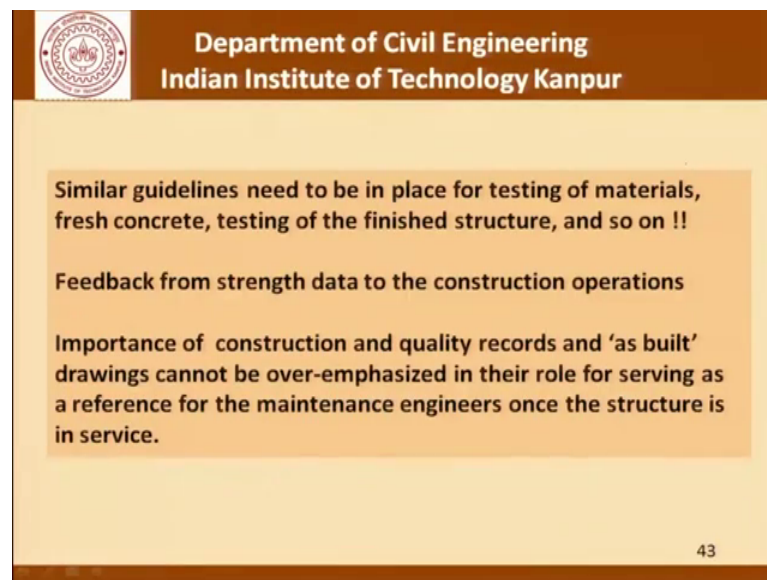 Department of Civil Engineering
Indian Institute of Technology Kanpur
Similar guidelines need to be in place for testing of materials,
fresh concrete, testing of the finished structure, and so on !!
Feedback from strength data to the construction operations
Importance of construction and quality records and ‘as built’
drawings cannot be over-emphasized in their role for serving as
a reference for the maintenance engineers once the structure is
in service.
43